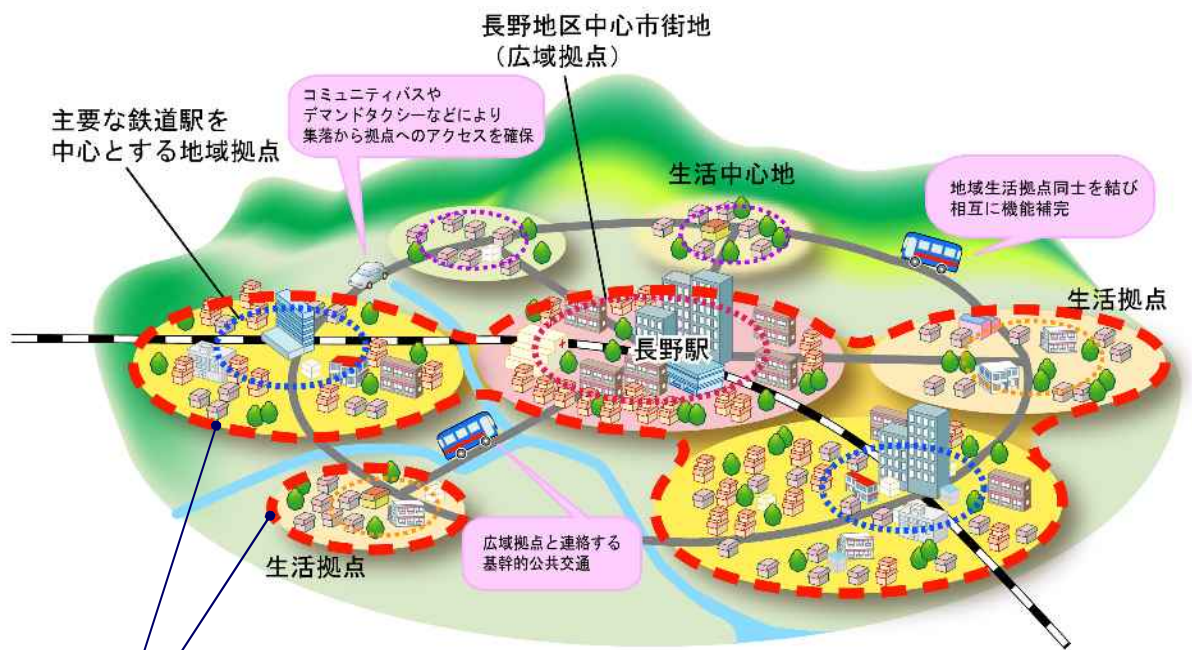 長野地区中心市街地
（広域拠点）
コミュニティバスや
デマンドタクシーなどにより
集落から拠点へのアクセスを確保
主要な鉄道駅を
中心とする地域拠点
生活中心地
地域生活拠点同士を結び
相互に機能補完
生活拠点
長野駅
広域拠点と連絡する
基幹的公共交通
生活拠点